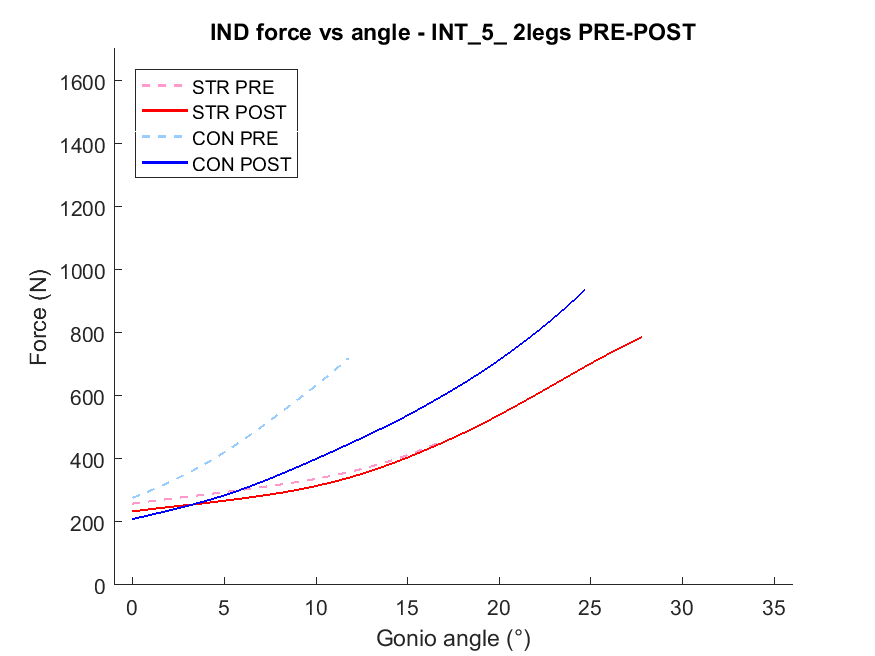 IND force vs angle - INT_5_ 2legs PRE-POST
STR PRE
STR POST
CON PRE
CON POST
1600
1400
1200
1000
800
600
400
200
0
Force (N)
0 5 10 15 20 25 30 35
Gonio angle (°)